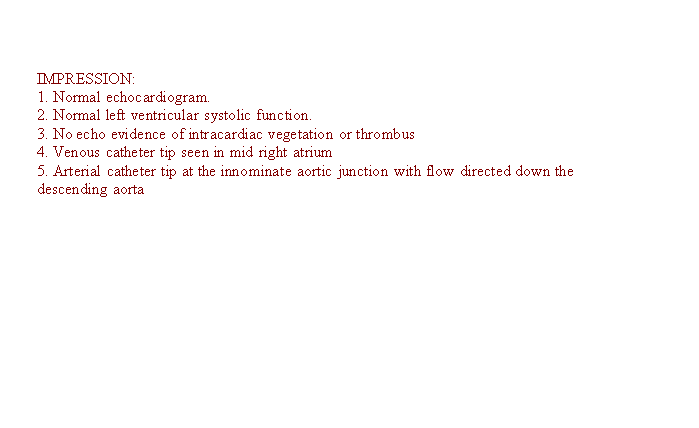 IMPRESSION:
1. Normal echocardiogram.
2. Normal left ventricular systolic function.
3. No echo evidence of intracardiac vegetation or thrombus
4. Venous catheter tip seen in mid right atrium
5. Arterial catheter tip at the innominate aortic junction with flow directed down the
descending aorta